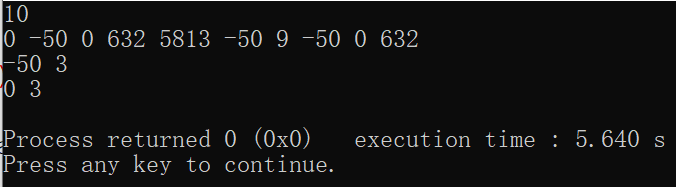 10
0 -50 0 632 5813 -50 9 -50 0 632
-50 3
0 3
Process returned 0 (0x0)   execution time : 5.640 s
Press any key to continue.